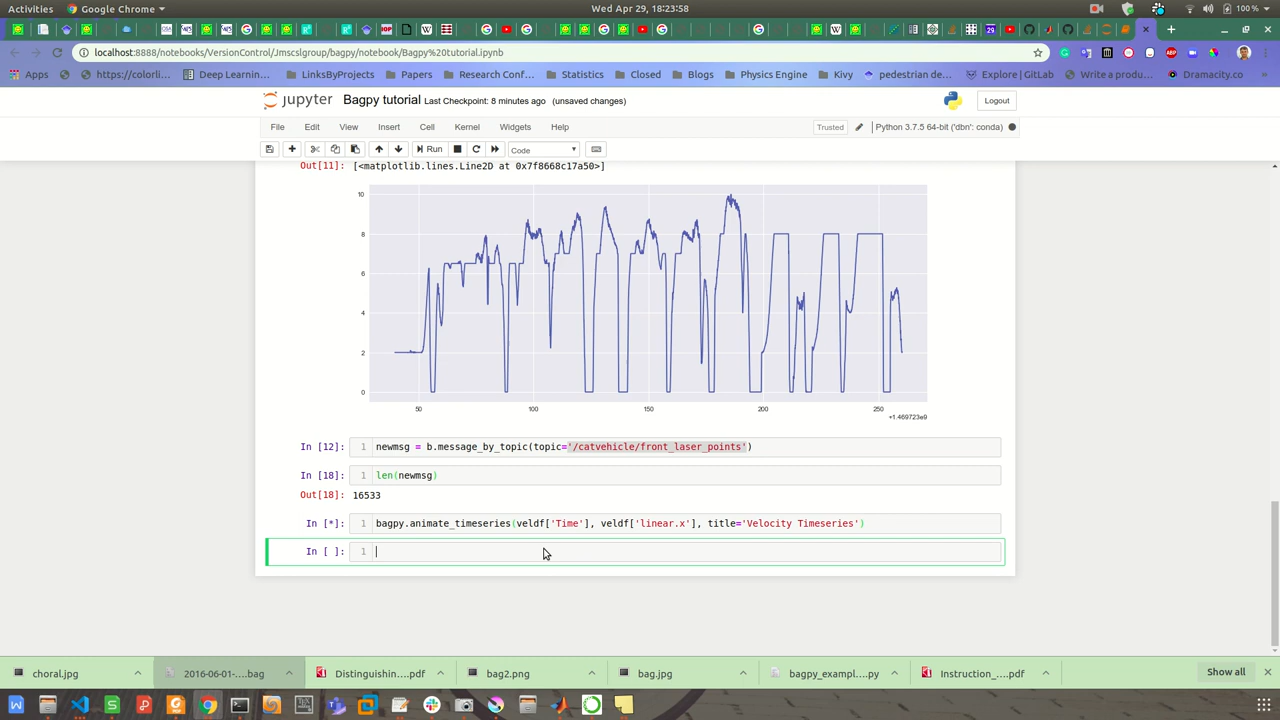 Activities Google Chrome Wed Apr 29, 18:23:58 100 %
localhost:8888/notebooks/VersionControl/Jmscslgroup/bagpy/notebook/Bagpy%20tutorial.ipynb
Apps https://colorli... Deep Learnin... LinksByProjects Papers Research Conf... Statistics Closed Blogs Physics Engine Kivy pedestrian de... Explore | GitLab Write a produ... Dramacity.co
jupyter Bagpy tutorial Last Checkpoint: 8 minutes ago (unsaved changes) Logout
File Edit View Insert Cell Kernel Widgets Help Trusted Python 3.7.5 64-bit ('dbn': conda)
Run Code
Out[11]: [<matplotlib.lines.Line2D at 0x7f8668c17a50>]
10
8
6
4
2
0
50 100 150 200 250
+1.469723e9
In [12]: 1 newmsg = b.message_by_topic(topic='/catvehicle/front_laser_points')
In [18]: 1 len(newmsg)
Out[18]: 16533
In [*]: 1 bagpy.animate_timeseries(veldf['Time'], veldf['linear.x'], title='Velocity Timeseries')
In [ ]: 1
choral.jpg 2016-06-01-....bag Distinguishin....pdf bag2.png bag.jpg bagpy_exampl....py Instruction_....pdf Show all